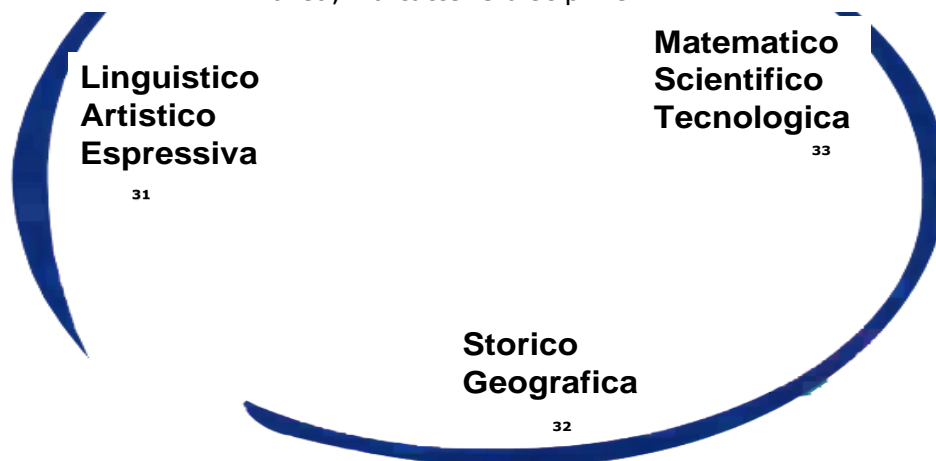 Linguistico
Artistico
Espressiva
31
Matematico
Scientifico
Tecnologica
33
Storico
Geografica
32